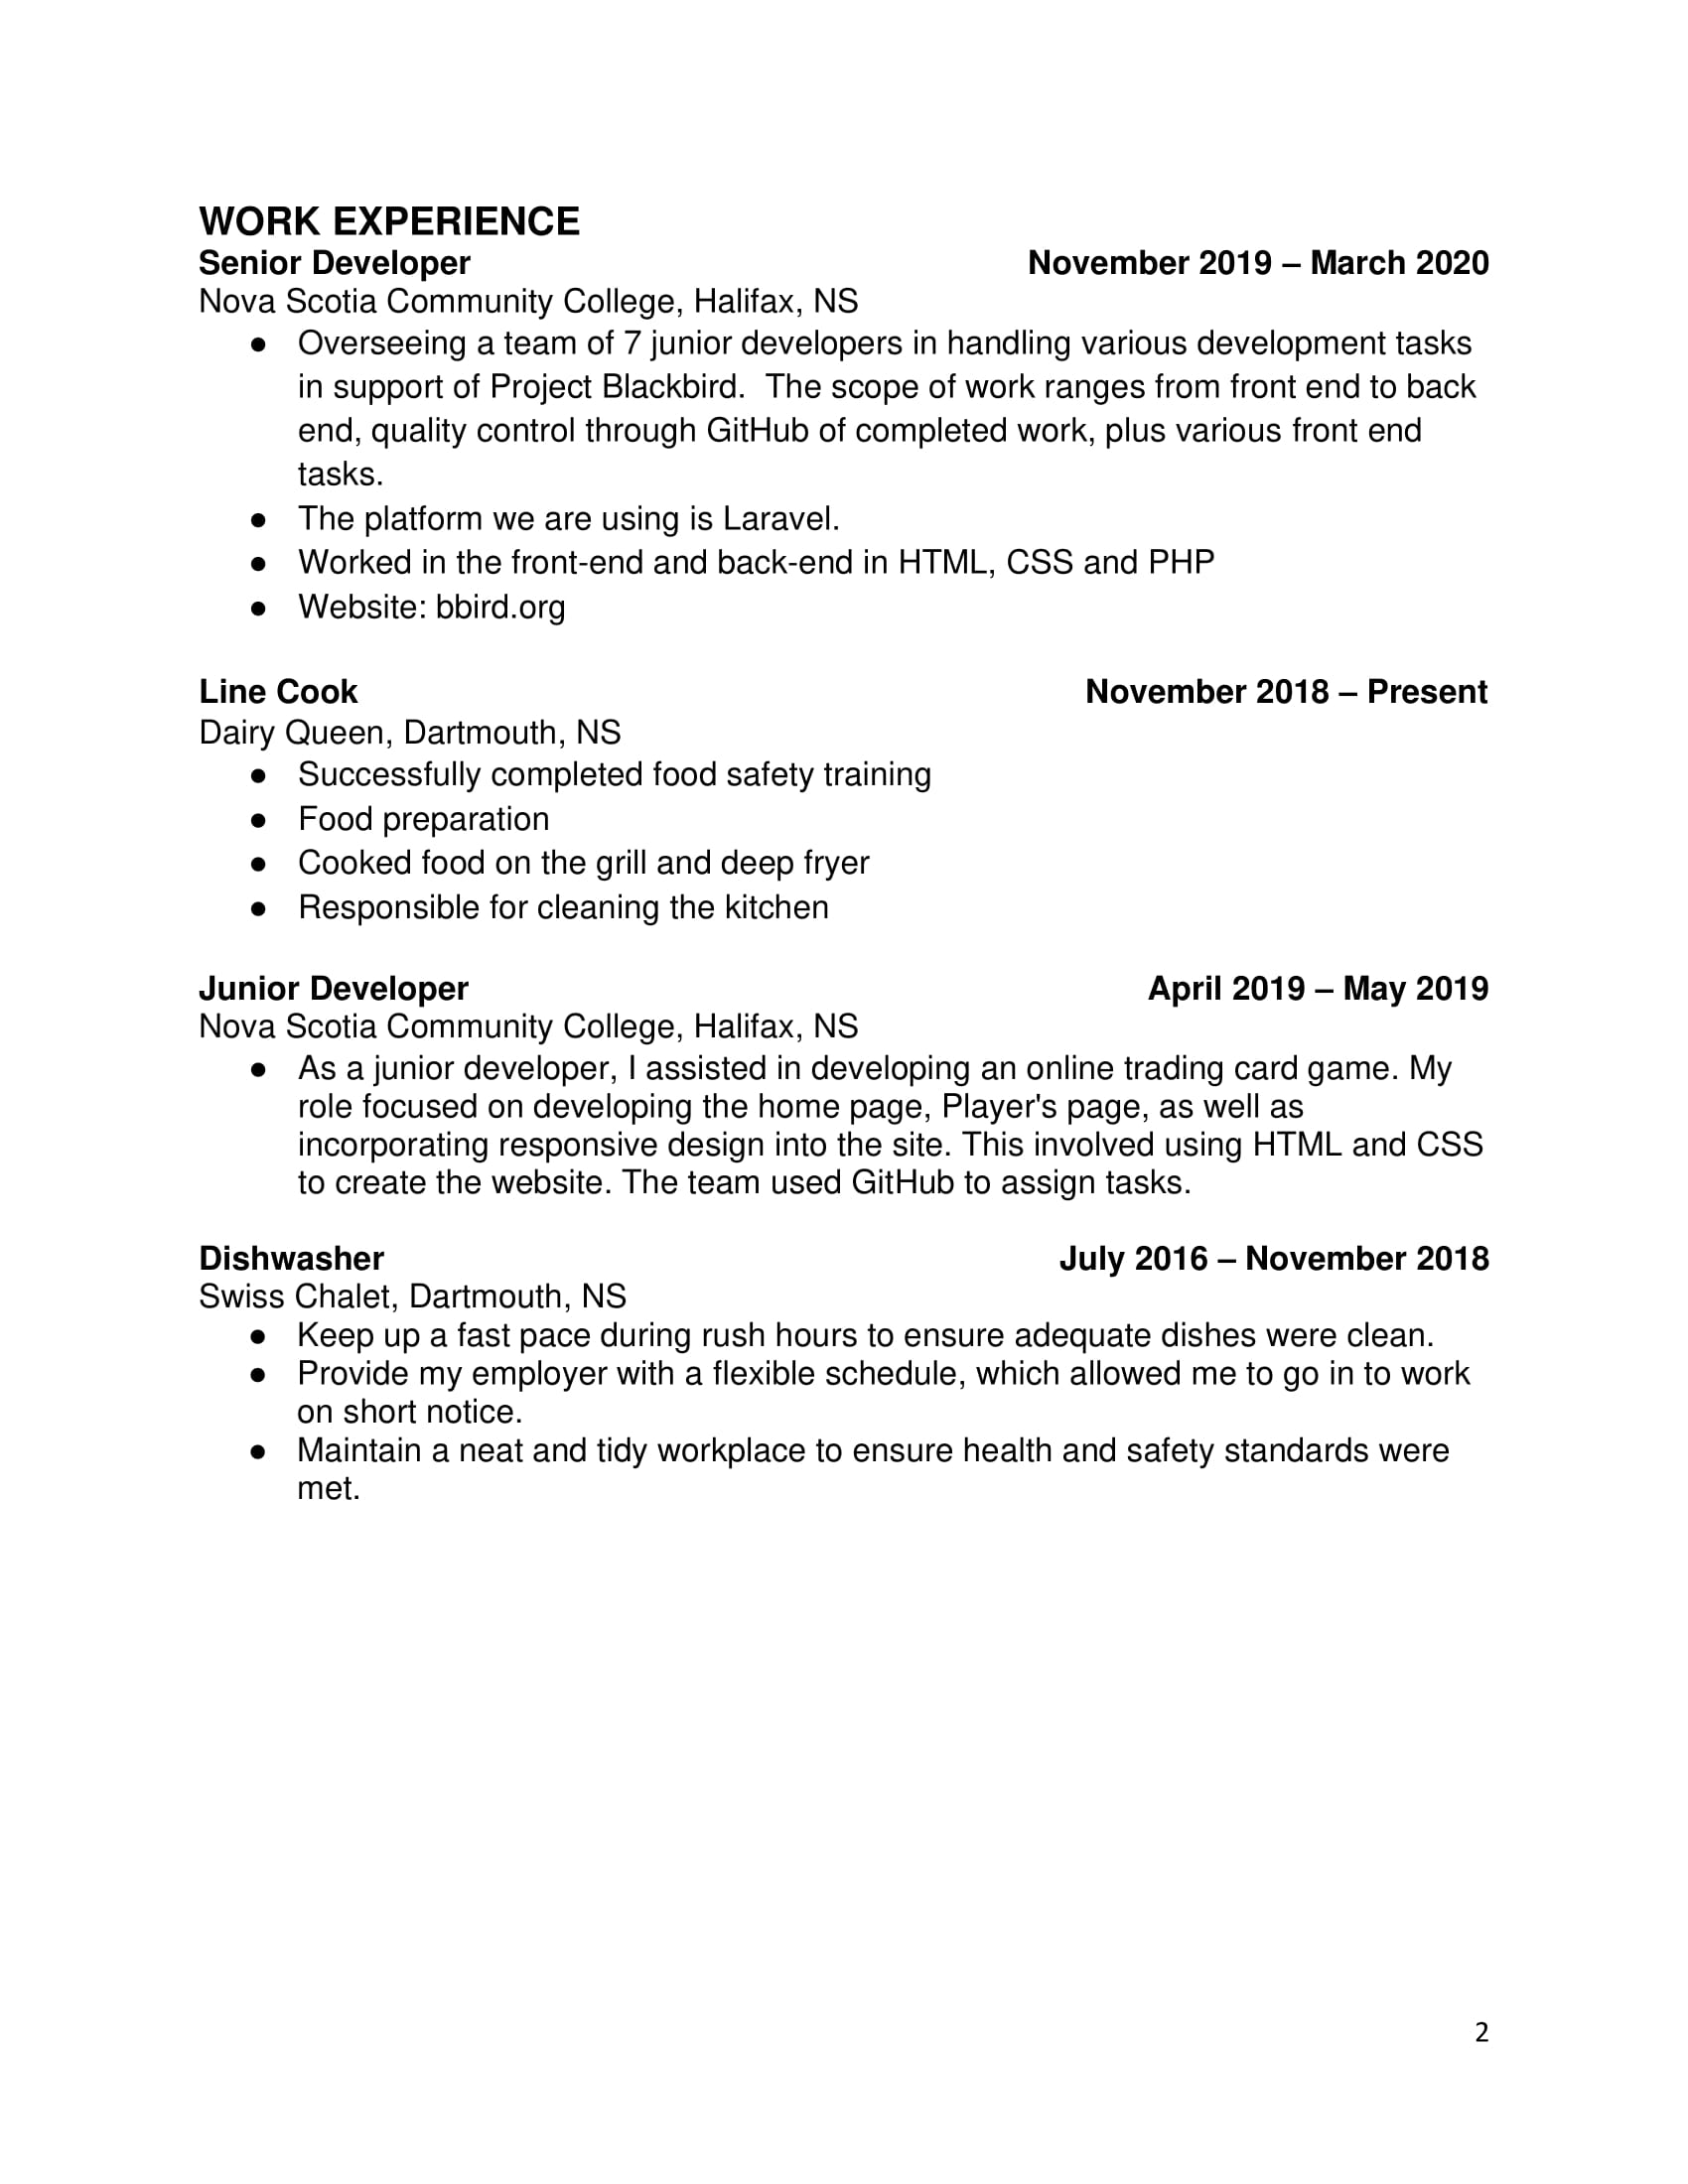 WORK EXPERIENCE
Senior Developer November 2019 – March 2020
Nova Scotia Community College, Halifax, NS
● Overseeing a team of 7 junior developers in handling various development tasks
in support of Project Blackbird.  The scope of work ranges from front end to back
end, quality control through GitHub of completed work, plus various front end
tasks.
● The platform we are using is Laravel.
● Worked in the front-end and back-end in HTML, CSS and PHP
● Website: bbird.org
Line Cook November 2018 – Present
Dairy Queen, Dartmouth, NS
● Successfully completed food safety training
● Food preparation
● Cooked food on the grill and deep fryer
● Responsible for cleaning the kitchen
Junior Developer April 2019 – May 2019
Nova Scotia Community College, Halifax, NS
● As a junior developer, I assisted in developing an online trading card game. My
role focused on developing the home page, Player's page, as well as
incorporating responsive design into the site. This involved using HTML and CSS
to create the website. The team used GitHub to assign tasks.
Dishwasher July 2016 – November 2018
Swiss Chalet, Dartmouth, NS
● Keep up a fast pace during rush hours to ensure adequate dishes were clean.
● Provide my employer with a flexible schedule, which allowed me to go in to work
on short notice.
● Maintain a neat and tidy workplace to ensure health and safety standards were
met.
2